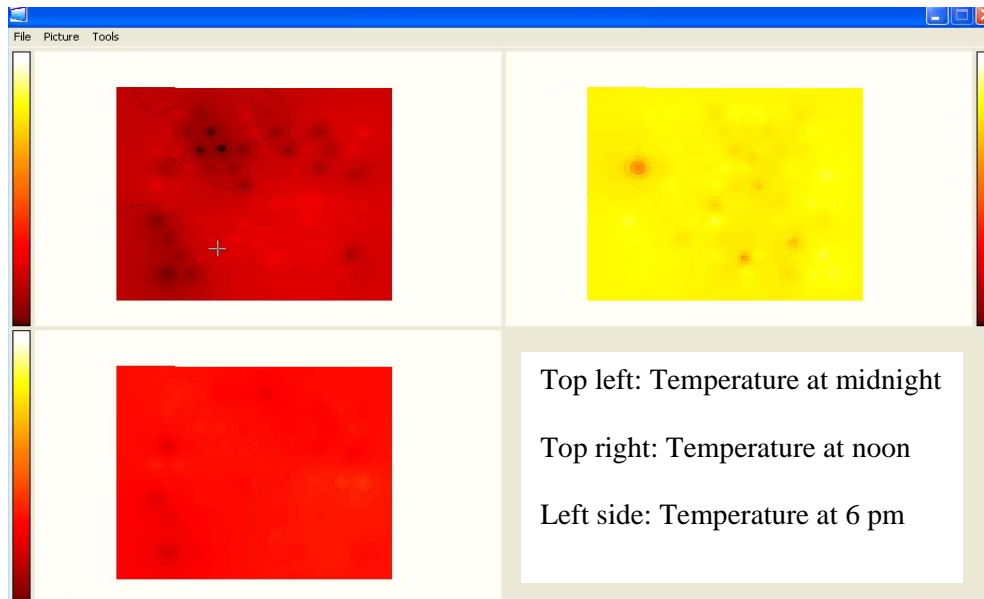 File Picture Tools
Top left: Temperature at midnight
Top right: Temperature at noon
Left side: Temperature at 6 pm